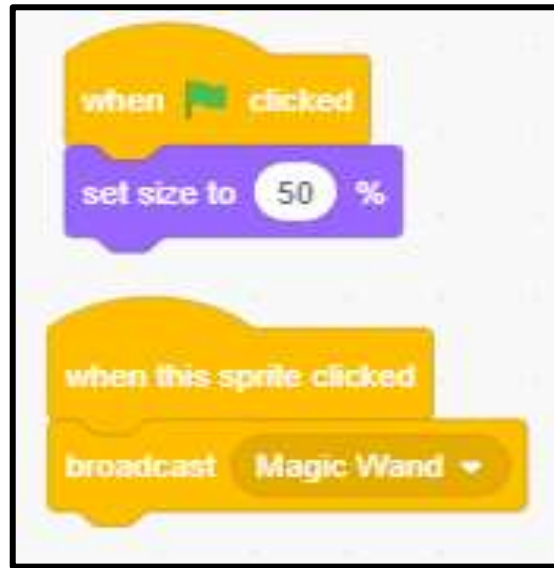 when clicked
set size to 50 %
when this sprite clicked
broadcast Magic Wand